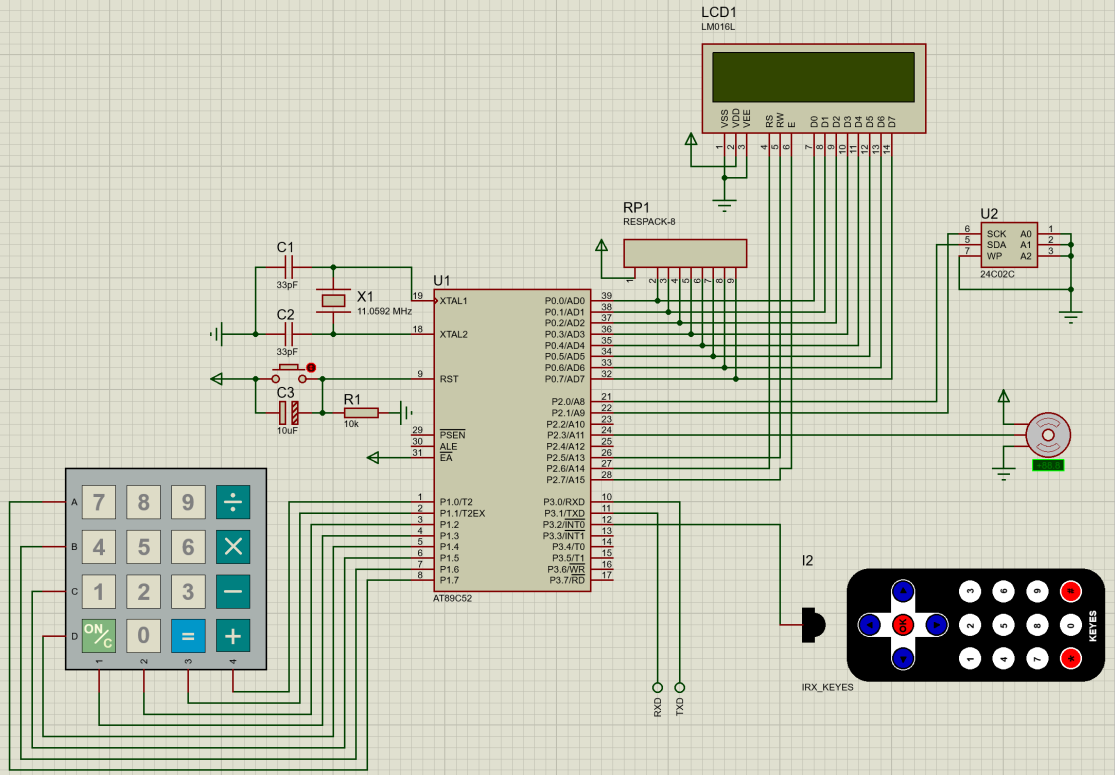 LCD1
LM016L
VSS
VDD
VEE
RS
RW
E
D0
D1
D2
D3
D4
D5
D6
D7
1
2
3
4
5
6
7
8
9
10
11
12
13
14
RP1
RESPACK-8
1
2
3
4
5
6
7
8
9
U2
6 SCK A0 1
5 SDA A1 2
7 WP A2 3
24C02C
C1
33pF
X1
11.0592 MHz
C2
33pF
C3
10uF
R1
10k
U1
19 XTAL1 P0.0/AD0 39
P0.1/AD1 38
P0.2/AD2 37
18 XTAL2 P0.3/AD3 36
P0.4/AD4 35
P0.5/AD5 34
P0.6/AD6 33
9 RST P0.7/AD7 32
P2.0/A8 21
P2.1/A9 22
P2.2/A10 23
29 PSEN P2.3/A11 24
30 ALE P2.4/A12 25
31 EA P2.5/A13 26
P2.6/A14 27
P2.7/A15 28
1 P1.0/T2 P3.0/RXD 10
2 P1.1/T2EX P3.1/TXD 11
3 P1.2 P3.2/INT0 12
4 P1.3 P3.3/INT1 13
5 P1.4 P3.4/T0 14
6 P1.5 P3.5/T1 15
7 P1.6 P3.6/WR 16
8 P1.7 P3.7/RD 17
AT89C52
A 7 8 9 ÷
B 4 5 6 ×
C 1 2 3 −
D ON/C 0 = +
1 2 3 4
RXD
TXD
I2
IRX_KEYES
3 6 9 #
OK 2 5 8 0
1 4 7 *
KEYES